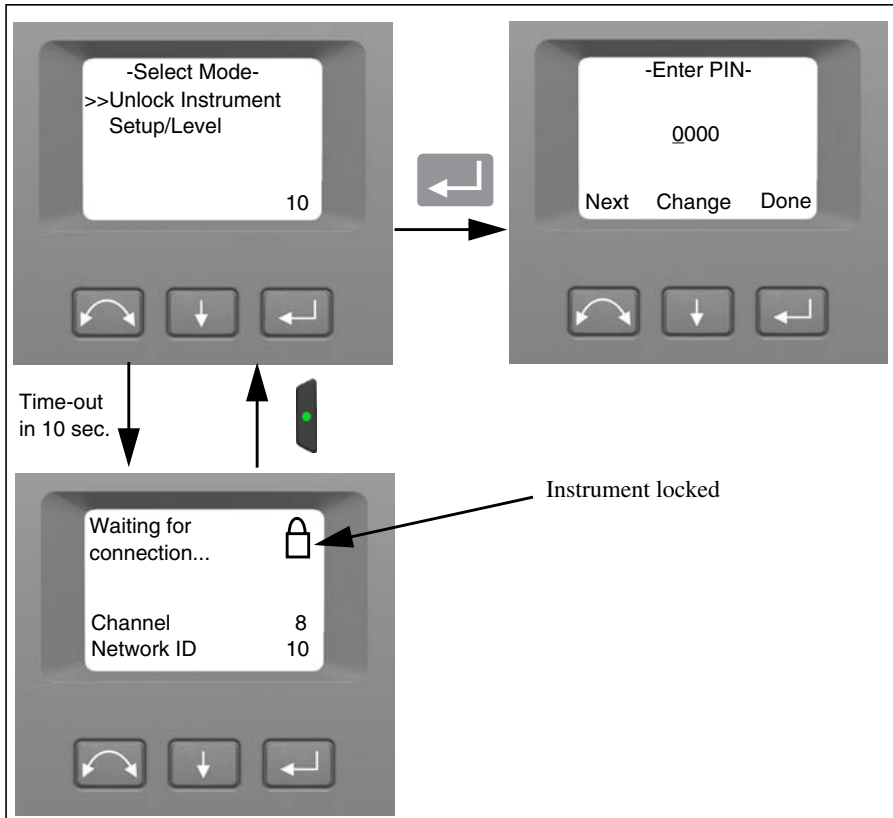 -Select Mode-
>>Unlock Instrument
Setup/Level
10
-Enter PIN-
0000
Next Change Done
Time-out
in 10 sec.
Instrument locked
Waiting for
connection...
Channel 8
Network ID 10